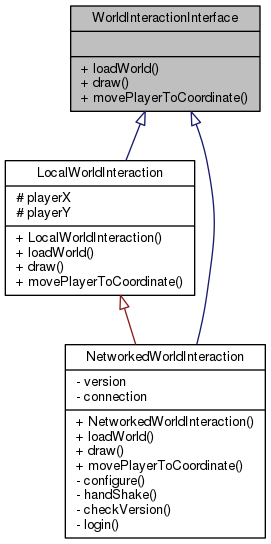 WorldInteractionInterface
+ loadWorld()
+ draw()
+ movePlayerToCoordinate()
LocalWorldInteraction
# playerX
# playerY
+ LocalWorldInteraction()
+ loadWorld()
+ draw()
+ movePlayerToCoordinate()
NetworkedWorldInteraction
- version
- connection
+ NetworkedWorldInteraction()
+ loadWorld()
+ draw()
+ movePlayerToCoordinate()
- configure()
- handShake()
- checkVersion()
- login()